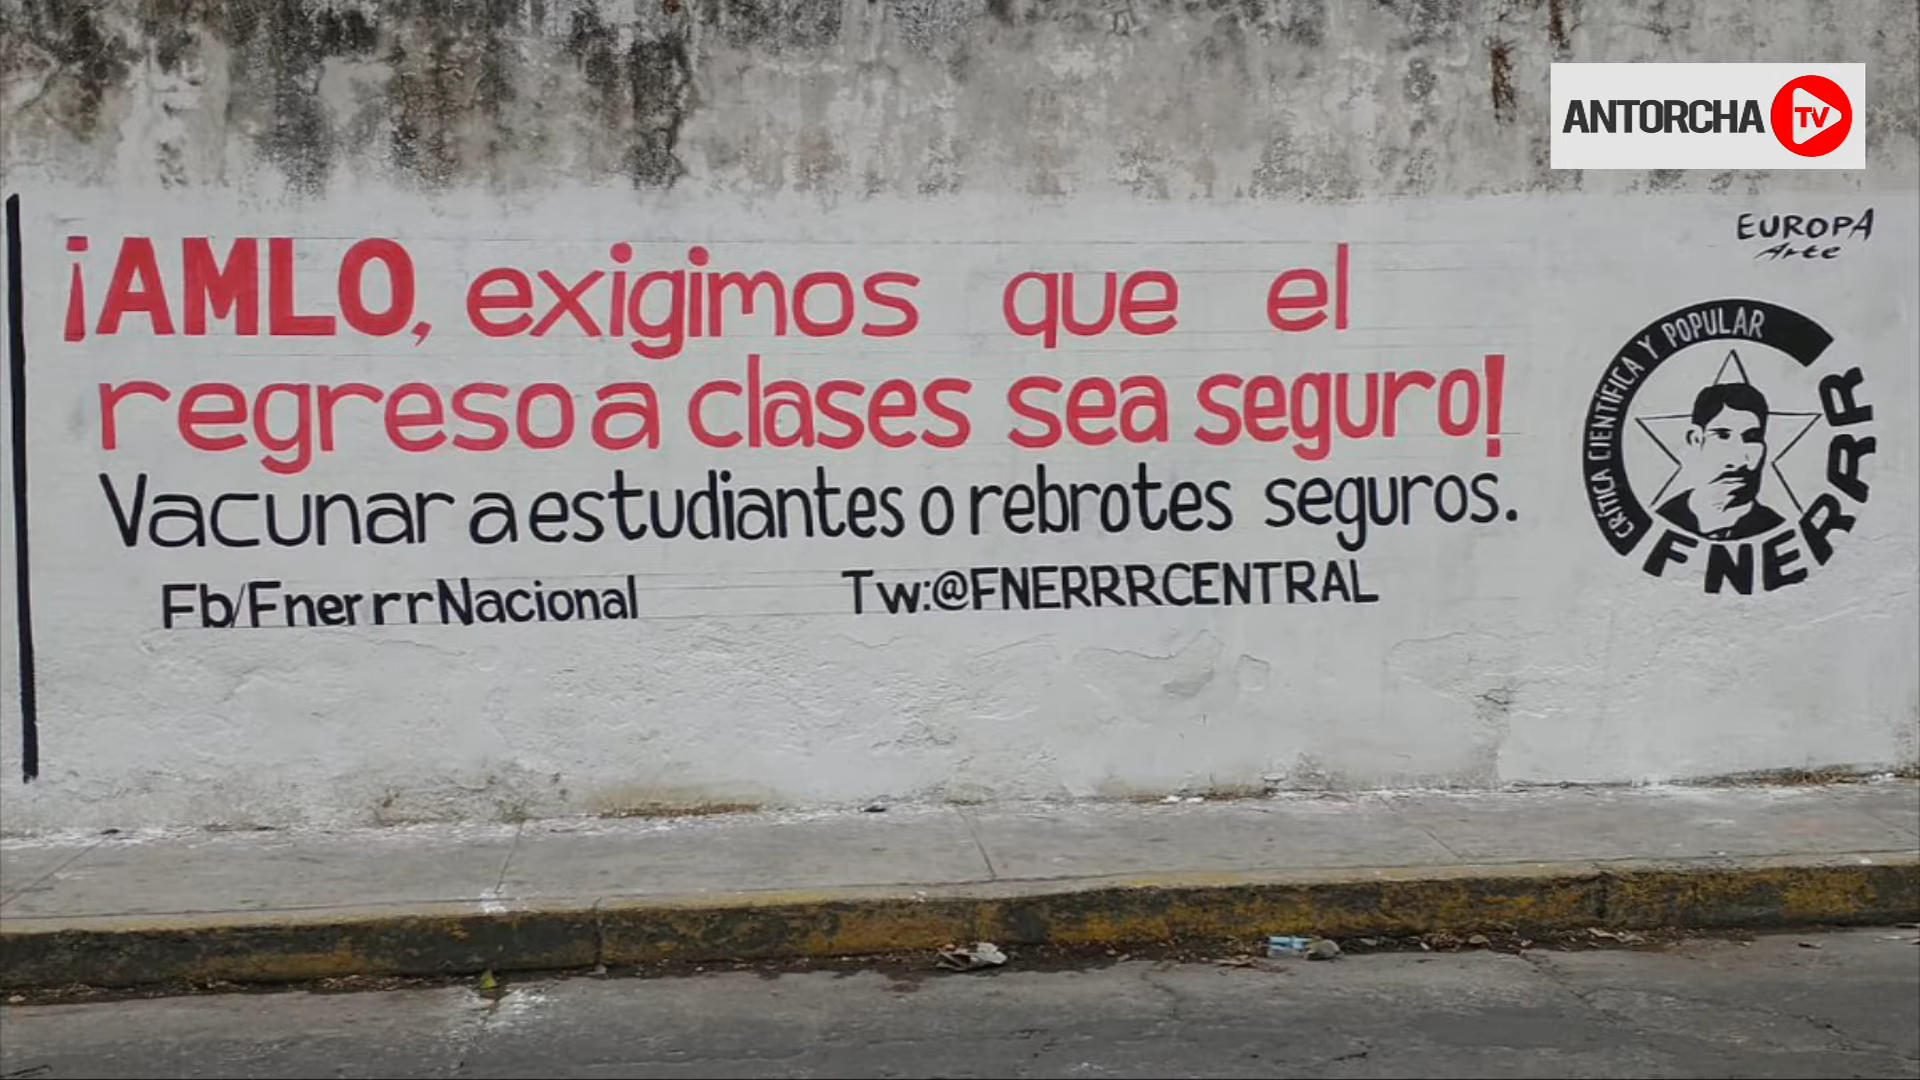 ANTORCHA TV
EUROPA
Arte
¡AMLO, exigimos que el
regreso a clases sea seguro!
Vacunar a estudiantes o rebrotes seguros.
Fb/FnerrrNacional
Tw:@FNERRRCENTRAL
CRÍTICA CIENTÍFICA Y POPULAR
FNERRR